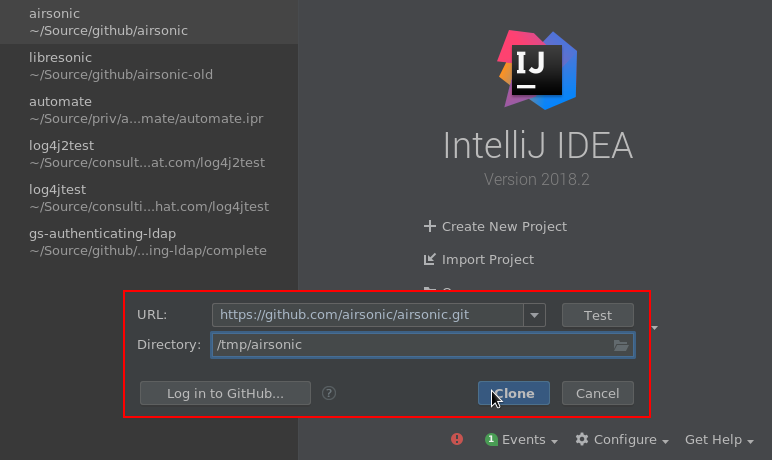 airsonic
~/Source/github/airsonic
libresonic
~/Source/github/airsonic-old
automate
~/Source/priv/a...mate/automate.ipr
log4j2test
~/Source/consult...at.com/log4j2test
log4jtest
~/Source/consulti...hat.com/log4jtest
gs-authenticating-ldap
~/Source/github/...ing-ldap/complete
IJ
IntelliJ IDEA
Version 2018.2
Create New Project
Import Project
URL: https://github.com/airsonic/airsonic.git Test
Directory: /tmp/airsonic
Log in to GitHub... ? Clone Cancel
! 1 Events Configure Get Help